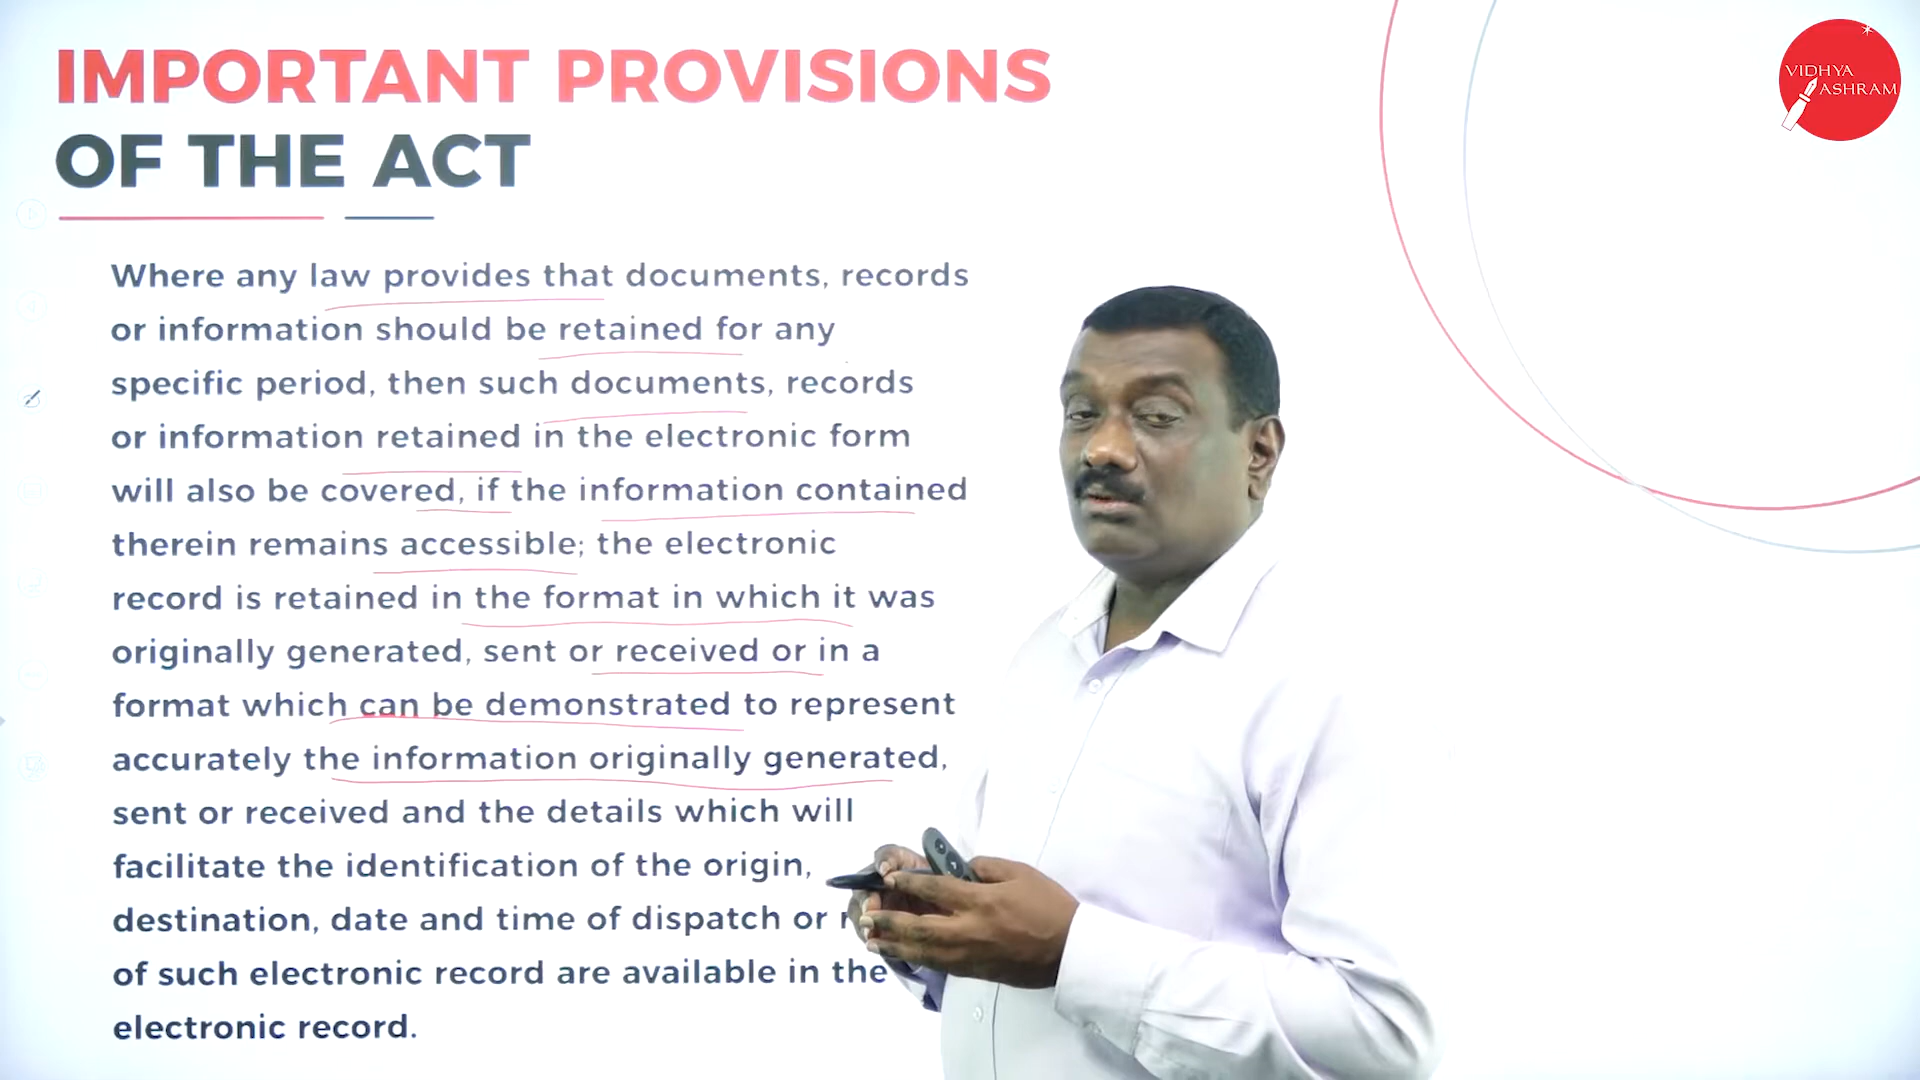 IMPORTANT PROVISIONS
OF THE ACT
VIDHYA
ASHRAM
Where any law provides that documents, records
or information should be retained for any
specific period, then such documents, records
or information retained in the electronic form
will also be covered, if the information contained
therein remains accessible; the electronic
record is retained in the format in which it was
originally generated, sent or received or in a
format which can be demonstrated to represent
accurately the information originally generated,
sent or received and the details which will
facilitate the identification of the origin,
destination, date and time of dispatch or
of such electronic record are available in the
electronic record.